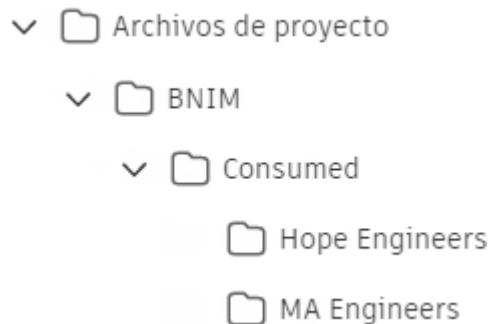 Archivos de proyecto
BNIM
Consumed
Hope Engineers
MA Engineers